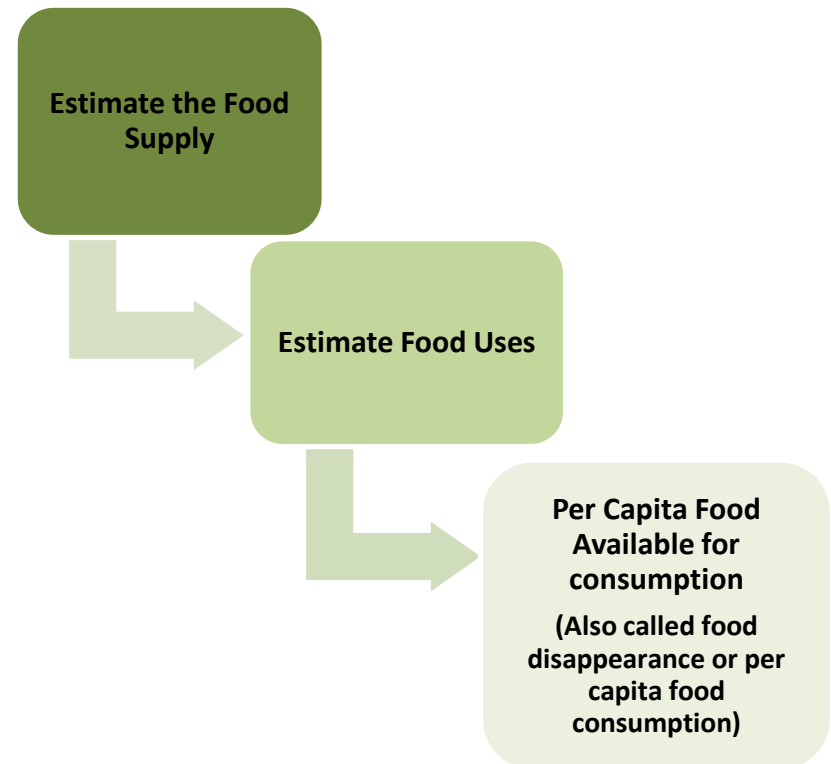 Estimate the Food
Supply
Estimate Food Uses
Per Capita Food
Available for
consumption
(Also called food
disappearance or per
capita food
consumption)